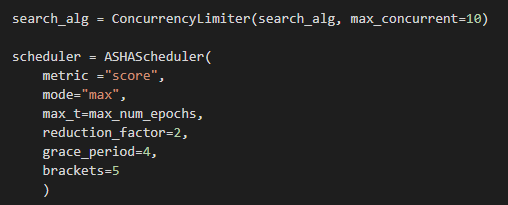 search_alg = ConcurrencyLimiter(search_alg, max_concurrent=10)
scheduler = ASHAScheduler(
    metric ="score",
    mode="max",
    max_t=max_num_epochs,
    reduction_factor=2,
    grace_period=4,
    brackets=5
    )